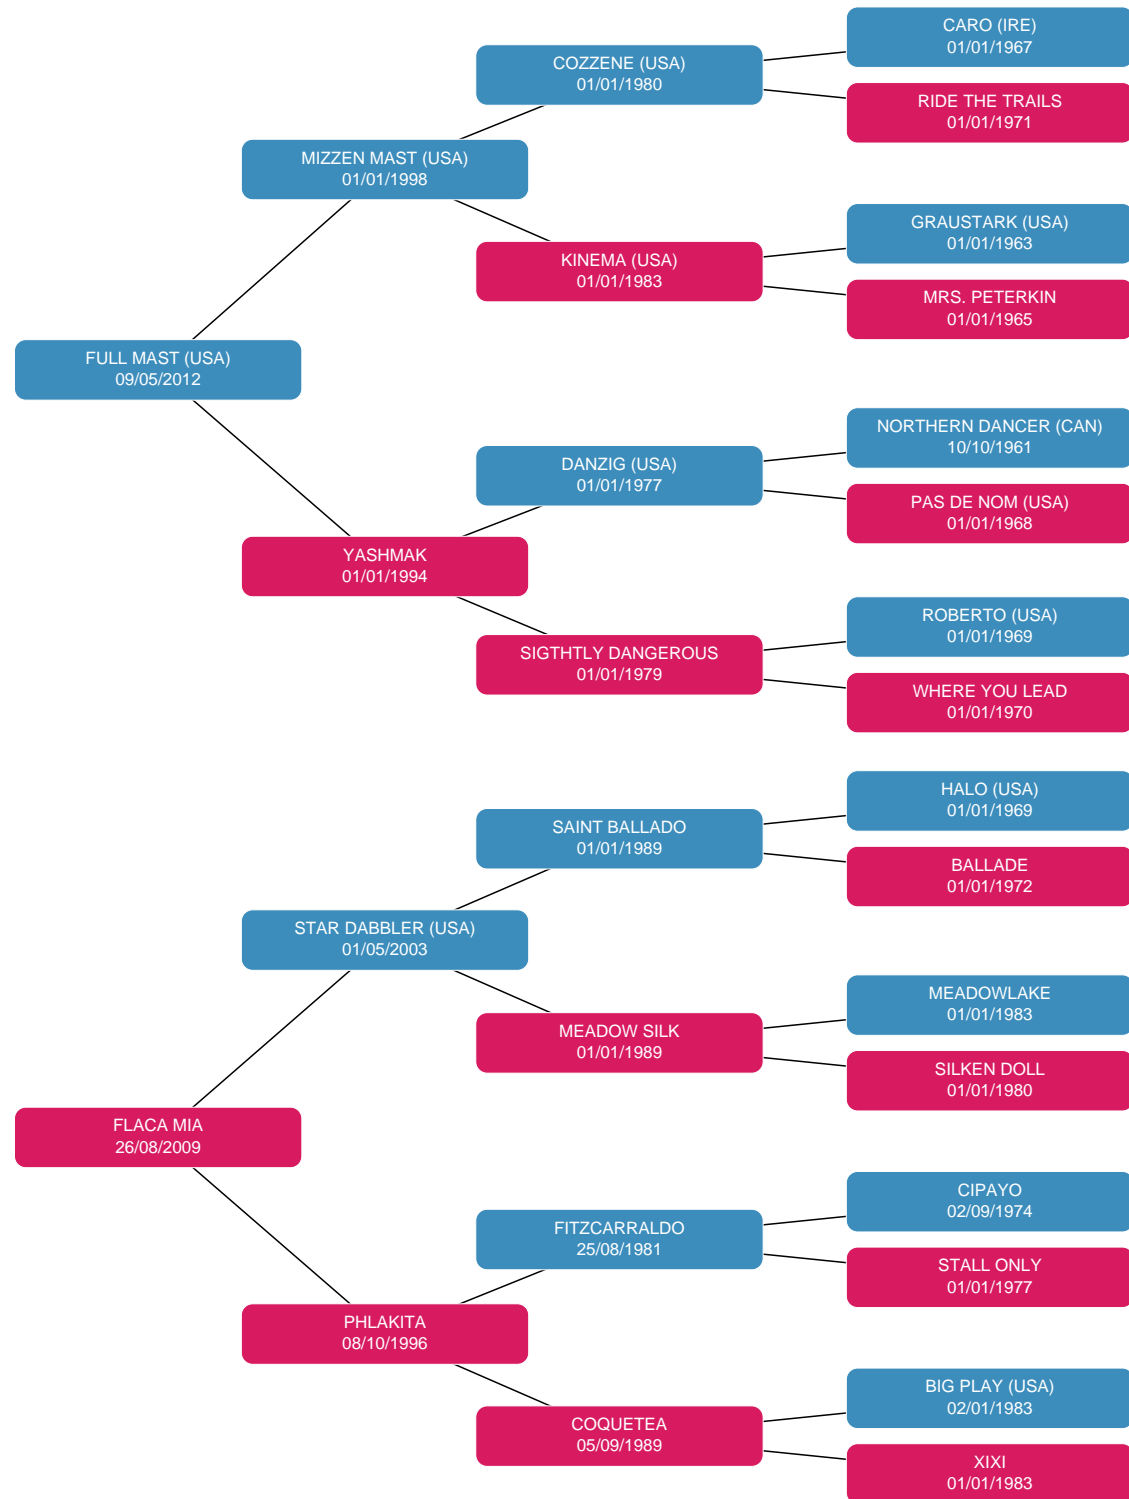 CARO (IRE)
01/01/1967
COZZENE (USA)
01/01/1980
RIDE THE TRAILS
01/01/1971
MIZZEN MAST (USA)
01/01/1998
GRAUSTARK (USA)
01/01/1963
KINEMA (USA)
01/01/1983
MRS. PETERKIN
01/01/1965
FULL MAST (USA)
09/05/2012
NORTHERN DANCER (CAN)
10/10/1961
DANZIG (USA)
01/01/1977
PAS DE NOM (USA)
01/01/1968
YASHMAK
01/01/1994
ROBERTO (USA)
01/01/1969
SIGTHTLY DANGEROUS
01/01/1979
WHERE YOU LEAD
01/01/1970
HALO (USA)
01/01/1969
SAINT BALLADO
01/01/1989
BALLADE
01/01/1972
STAR DABBLER (USA)
01/05/2003
MEADOWLAKE
01/01/1983
MEADOW SILK
01/01/1989
SILKEN DOLL
01/01/1980
FLACA MIA
26/08/2009
CIPAYO
02/09/1974
FITZCARRALDO
25/08/1981
STALL ONLY
01/01/1977
PHLAKITA
08/10/1996
BIG PLAY (USA)
02/01/1983
COQUETEA
05/09/1989
XIXI
01/01/1983